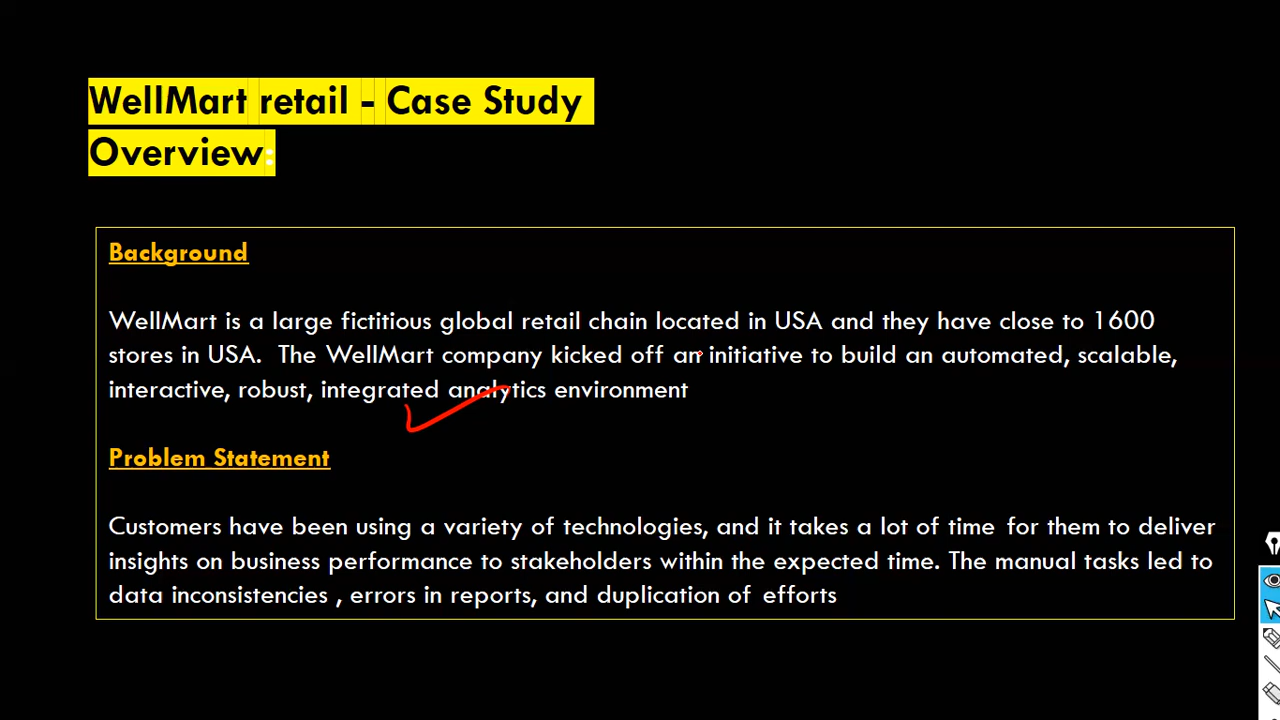 WellMart retail - Case Study
Overview:
Background
WellMart is a large fictitious global retail chain located in USA and they have close to 1600
stores in USA.  The WellMart company kicked off an initiative to build an automated, scalable,
interactive, robust, integrated analytics environment
Problem Statement
Customers have been using a variety of technologies, and it takes a lot of time for them to deliver
insights on business performance to stakeholders within the expected time. The manual tasks led to
data inconsistencies , errors in reports, and duplication of efforts